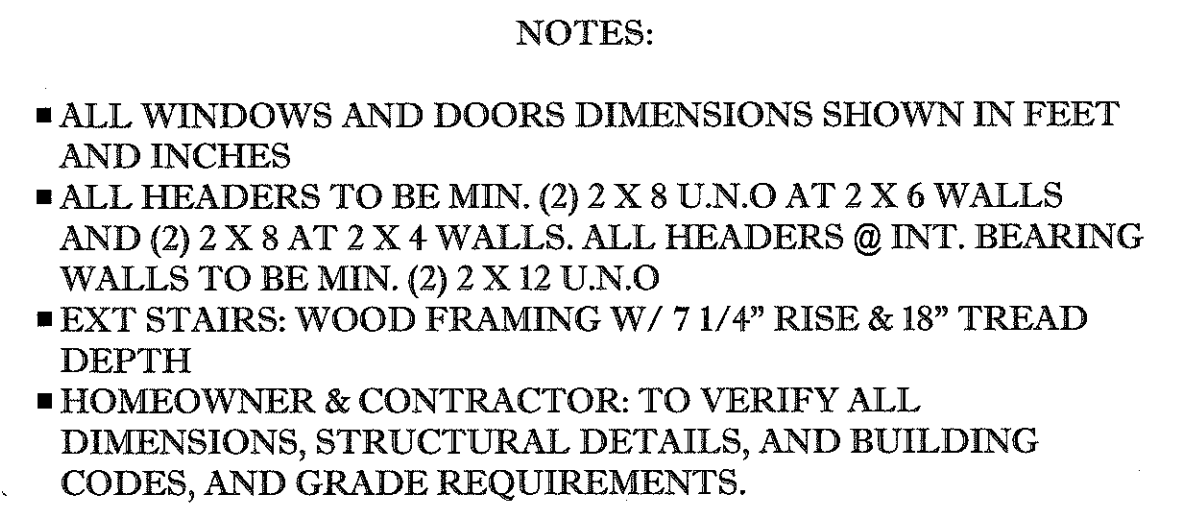 NOTES:
▪ ALL WINDOWS AND DOORS DIMENSIONS SHOWN IN FEET
AND INCHES
▪ ALL HEADERS TO BE MIN. (2) 2 X 8 U.N.O AT 2 X 6 WALLS
AND (2) 2 X 8 AT 2 X 4 WALLS. ALL HEADERS @ INT. BEARING
WALLS TO BE MIN. (2) 2 X 12 U.N.O
▪ EXT STAIRS: WOOD FRAMING W/ 7 1/4” RISE & 18” TREAD
DEPTH
▪ HOMEOWNER & CONTRACTOR: TO VERIFY ALL
DIMENSIONS, STRUCTURAL DETAILS, AND BUILDING
CODES, AND GRADE REQUIREMENTS.